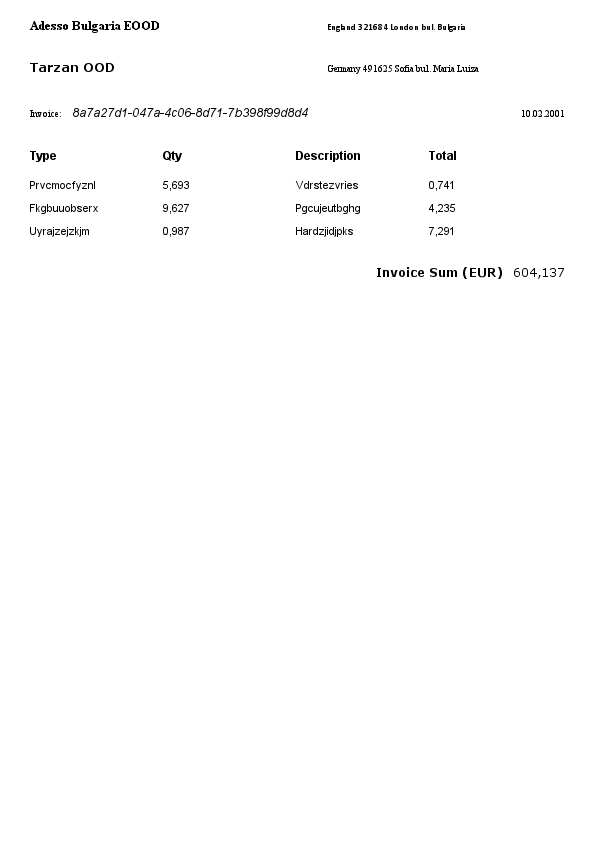 Adesso Bulgaria EOOD England 321684 London bul. Bulgaria
Tarzan OOD Germany 491625 Sofia bul. Maria Luiza
Invoice: 8a7a27d1-047a-4c06-8d71-7b398f99d8d4 10.02.2001
Type Qty Description Total
Prvcmocfyznl 5,693 Vdrstezvries 0,741
Fkgbuuobserx 9,627 Pgcujeutbghg 4,235
Uyrajzejzkjm 0,987 Hardzjidjpks 7,291
Invoice Sum (EUR) 604,137